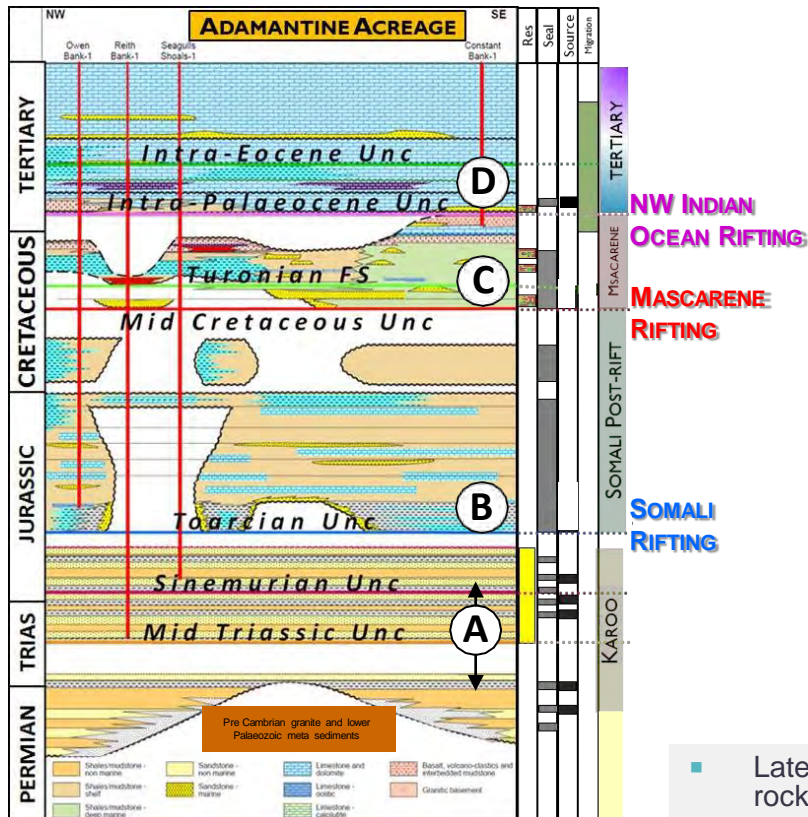 NW
ADAMANTINE ACREAGE
SE
Owen Bank-1
Reith Bank-1
Seagulls Shoals-1
Constant Bank-1
Res
Seal
Source
Migration
TERTIARY
CRETACEOUS
JURASSIC
TRIAS
PERMIAN
Intra-Eocene Unc
D
Intra-Palaeocene Unc
Turonian FS
C
Mid Cretaceous Unc
B
Toarcian Unc
Sinemurian Unc
A
Mid Triassic Unc
Pre Cambrian granite and lower
Palaeozoic meta sediments
TERTIARY
MSACARENE
SOMALI POST-RIFT
KAROO
NW INDIAN
OCEAN RIFTING
MASCARENE
RIFTING
SOMALI
RIFTING
Shales/mudstone -
non marine
Shales/mudstone -
shelf
Shales/mudstone -
deep marine
Sandstone -
non marine
Sandstone -
marine
Limestone and
dolomite
Limestone -
oolitic
Limestone -
calcilutite
Basalt, volcano-clastics and
interbedded mudstone
Granitic basement
▪ Late
rock